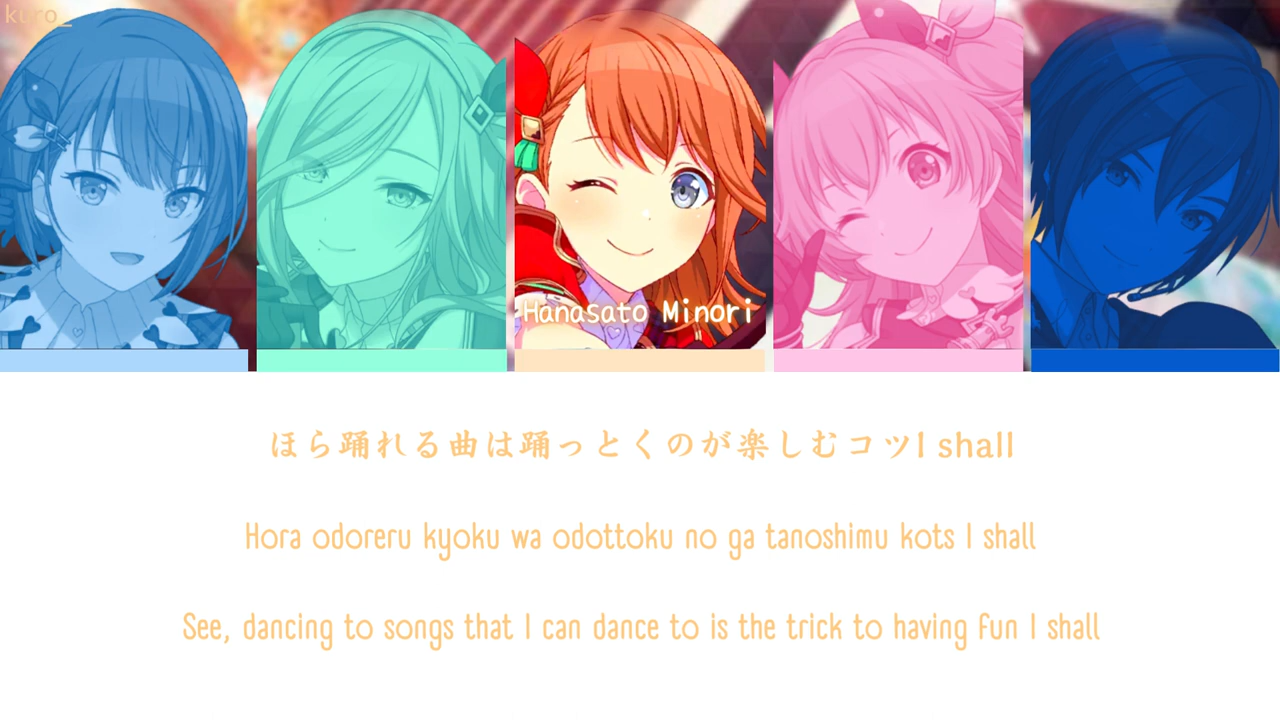 kuro_
Hanasato Minori
ほら踊れる曲は踊っとくのが楽しむコツI shall
Hora odoreru kyoku wa odottoku no ga tanoshimu kots I shall
See, dancing to songs that I can dance to is the trick to having fun I shall